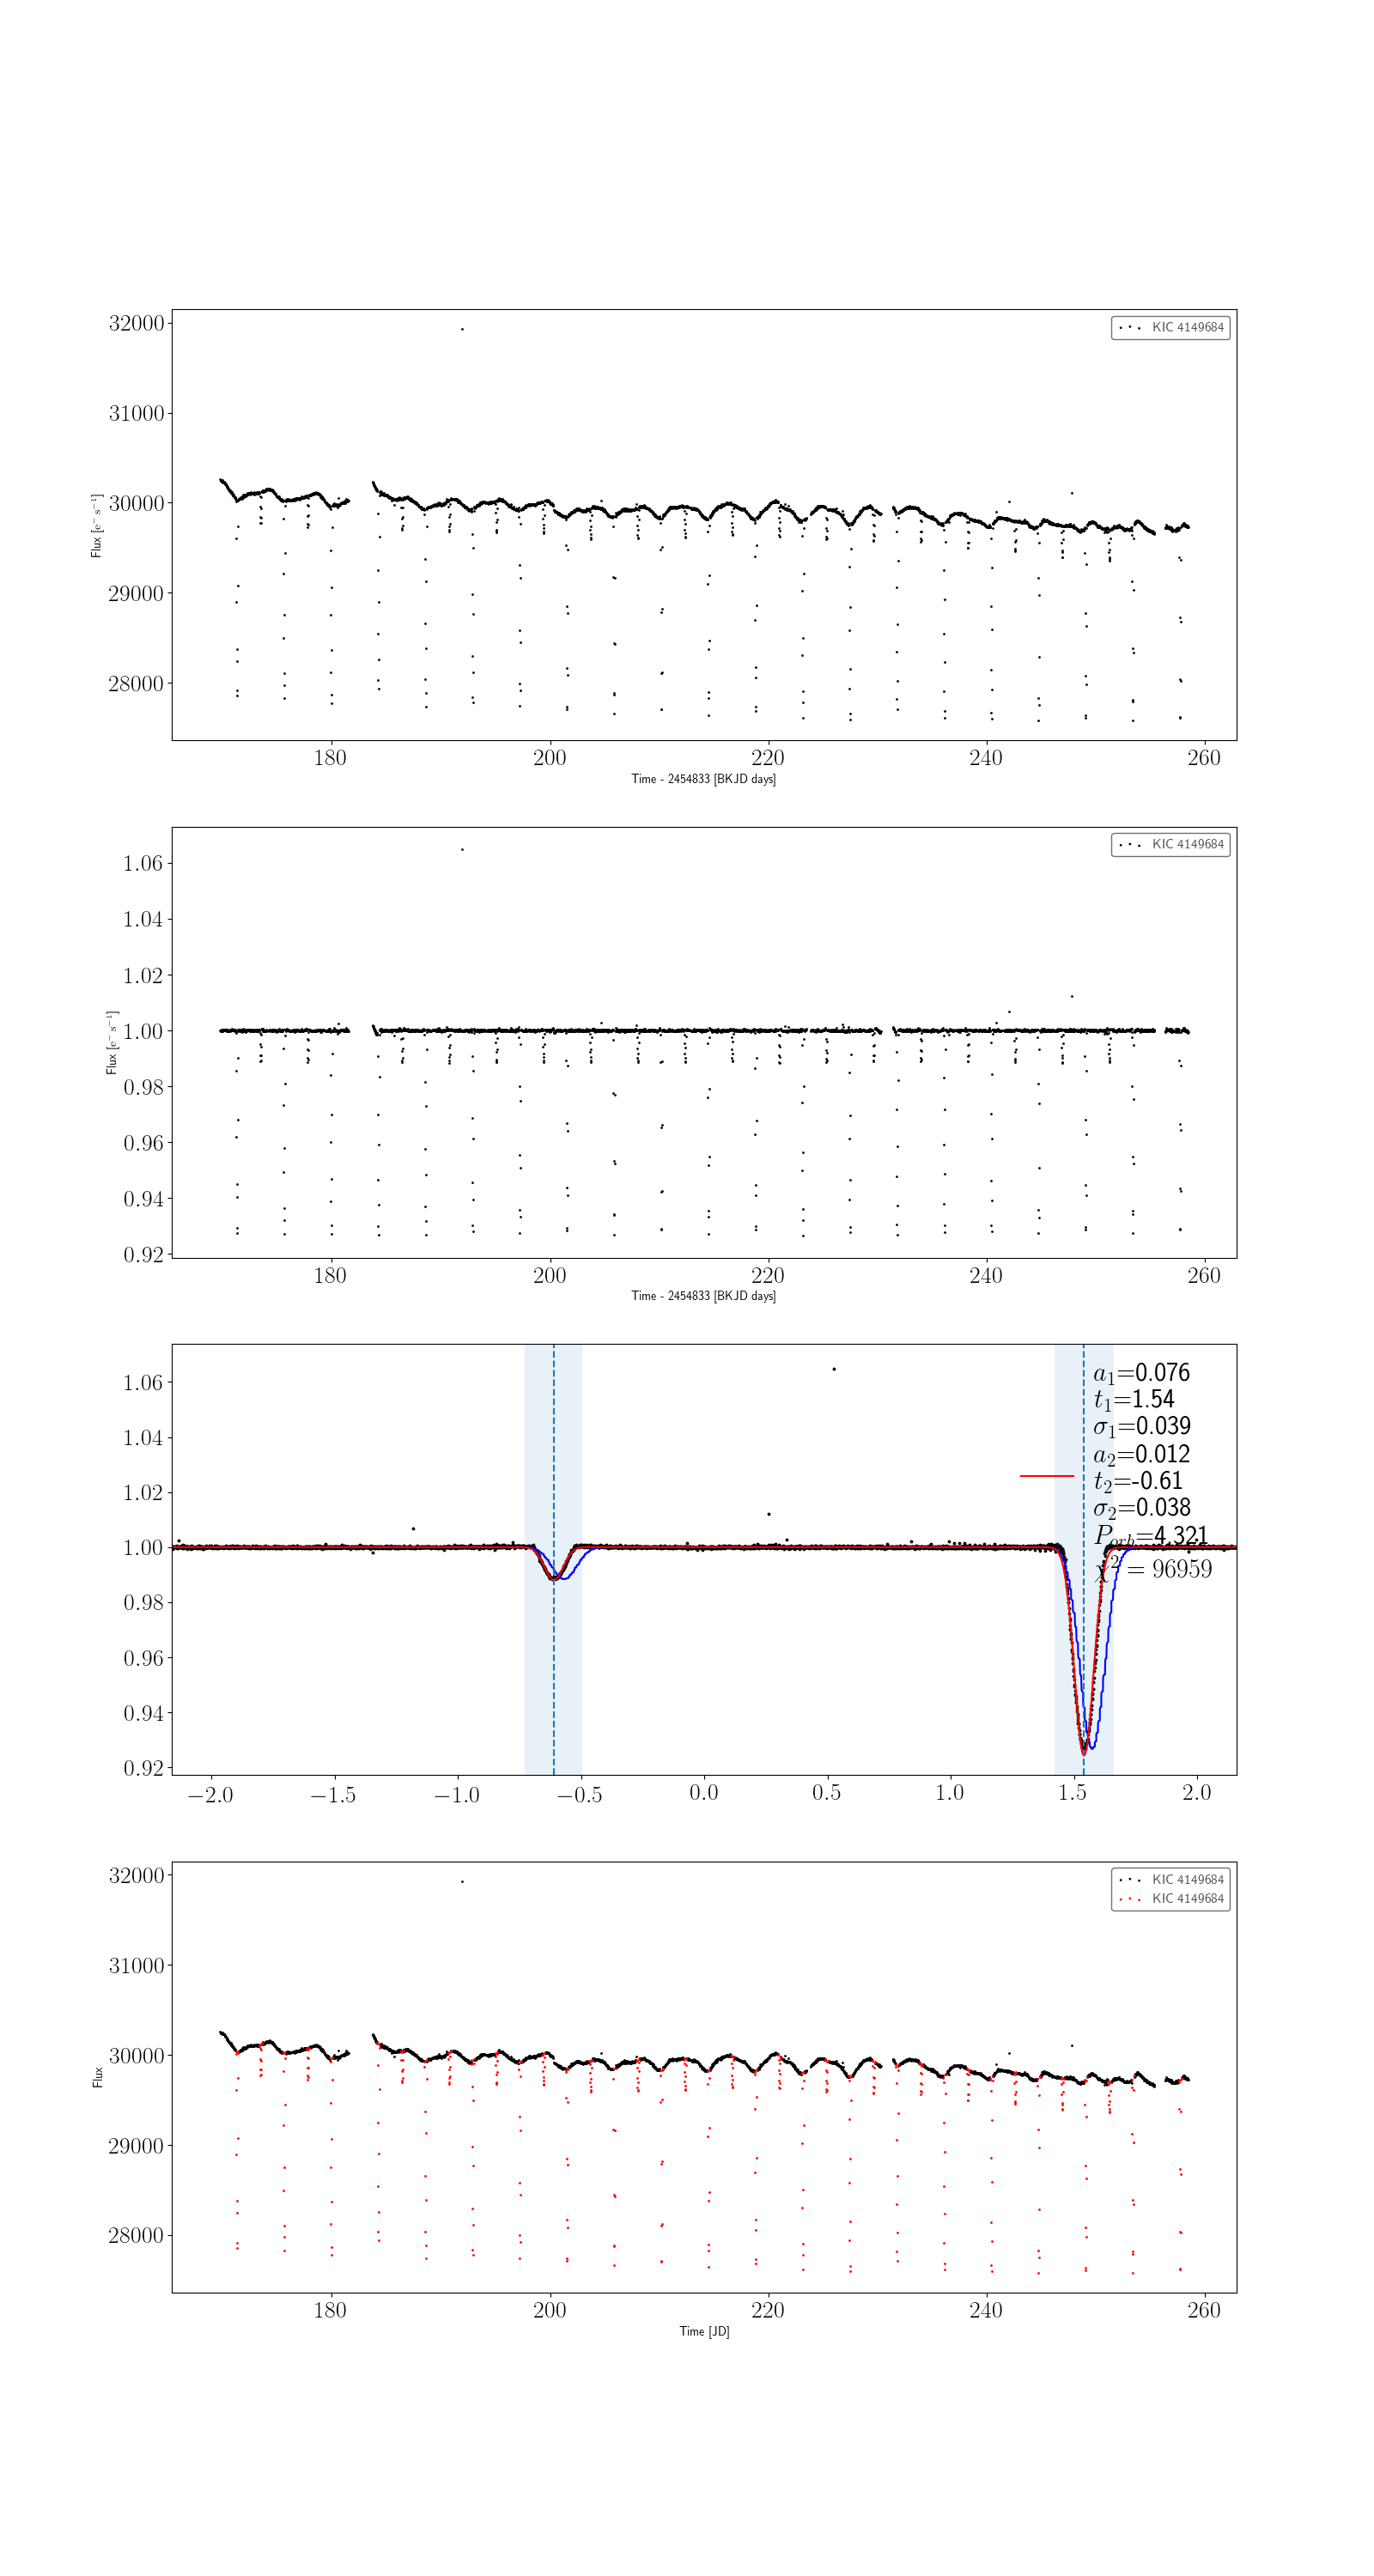 32000
31000
30000
29000
28000
Flux [e⁻ s⁻¹]
KIC 4149684
180 200 220 240 260
Time - 2454833 [BKJD days]
1.06
1.04
1.02
1.00
0.98
0.96
0.94
0.92
Flux [e⁻ s⁻¹]
KIC 4149684
180 200 220 240 260
Time - 2454833 [BKJD days]
1.06
1.04
1.02
1.00
0.98
0.96
0.94
0.92
a₁=0.076
t₁=1.54
σ₁=0.039
a₂=0.012
t₂=-0.61
σ₂=0.038
P_orb=4.321
χ² = 96959
−2.0 −1.5 −1.0 −0.5 0.0 0.5 1.0 1.5 2.0
32000
31000
30000
29000
28000
Flux
KIC 4149684
KIC 4149684
180 200 220 240 260
Time [JD]